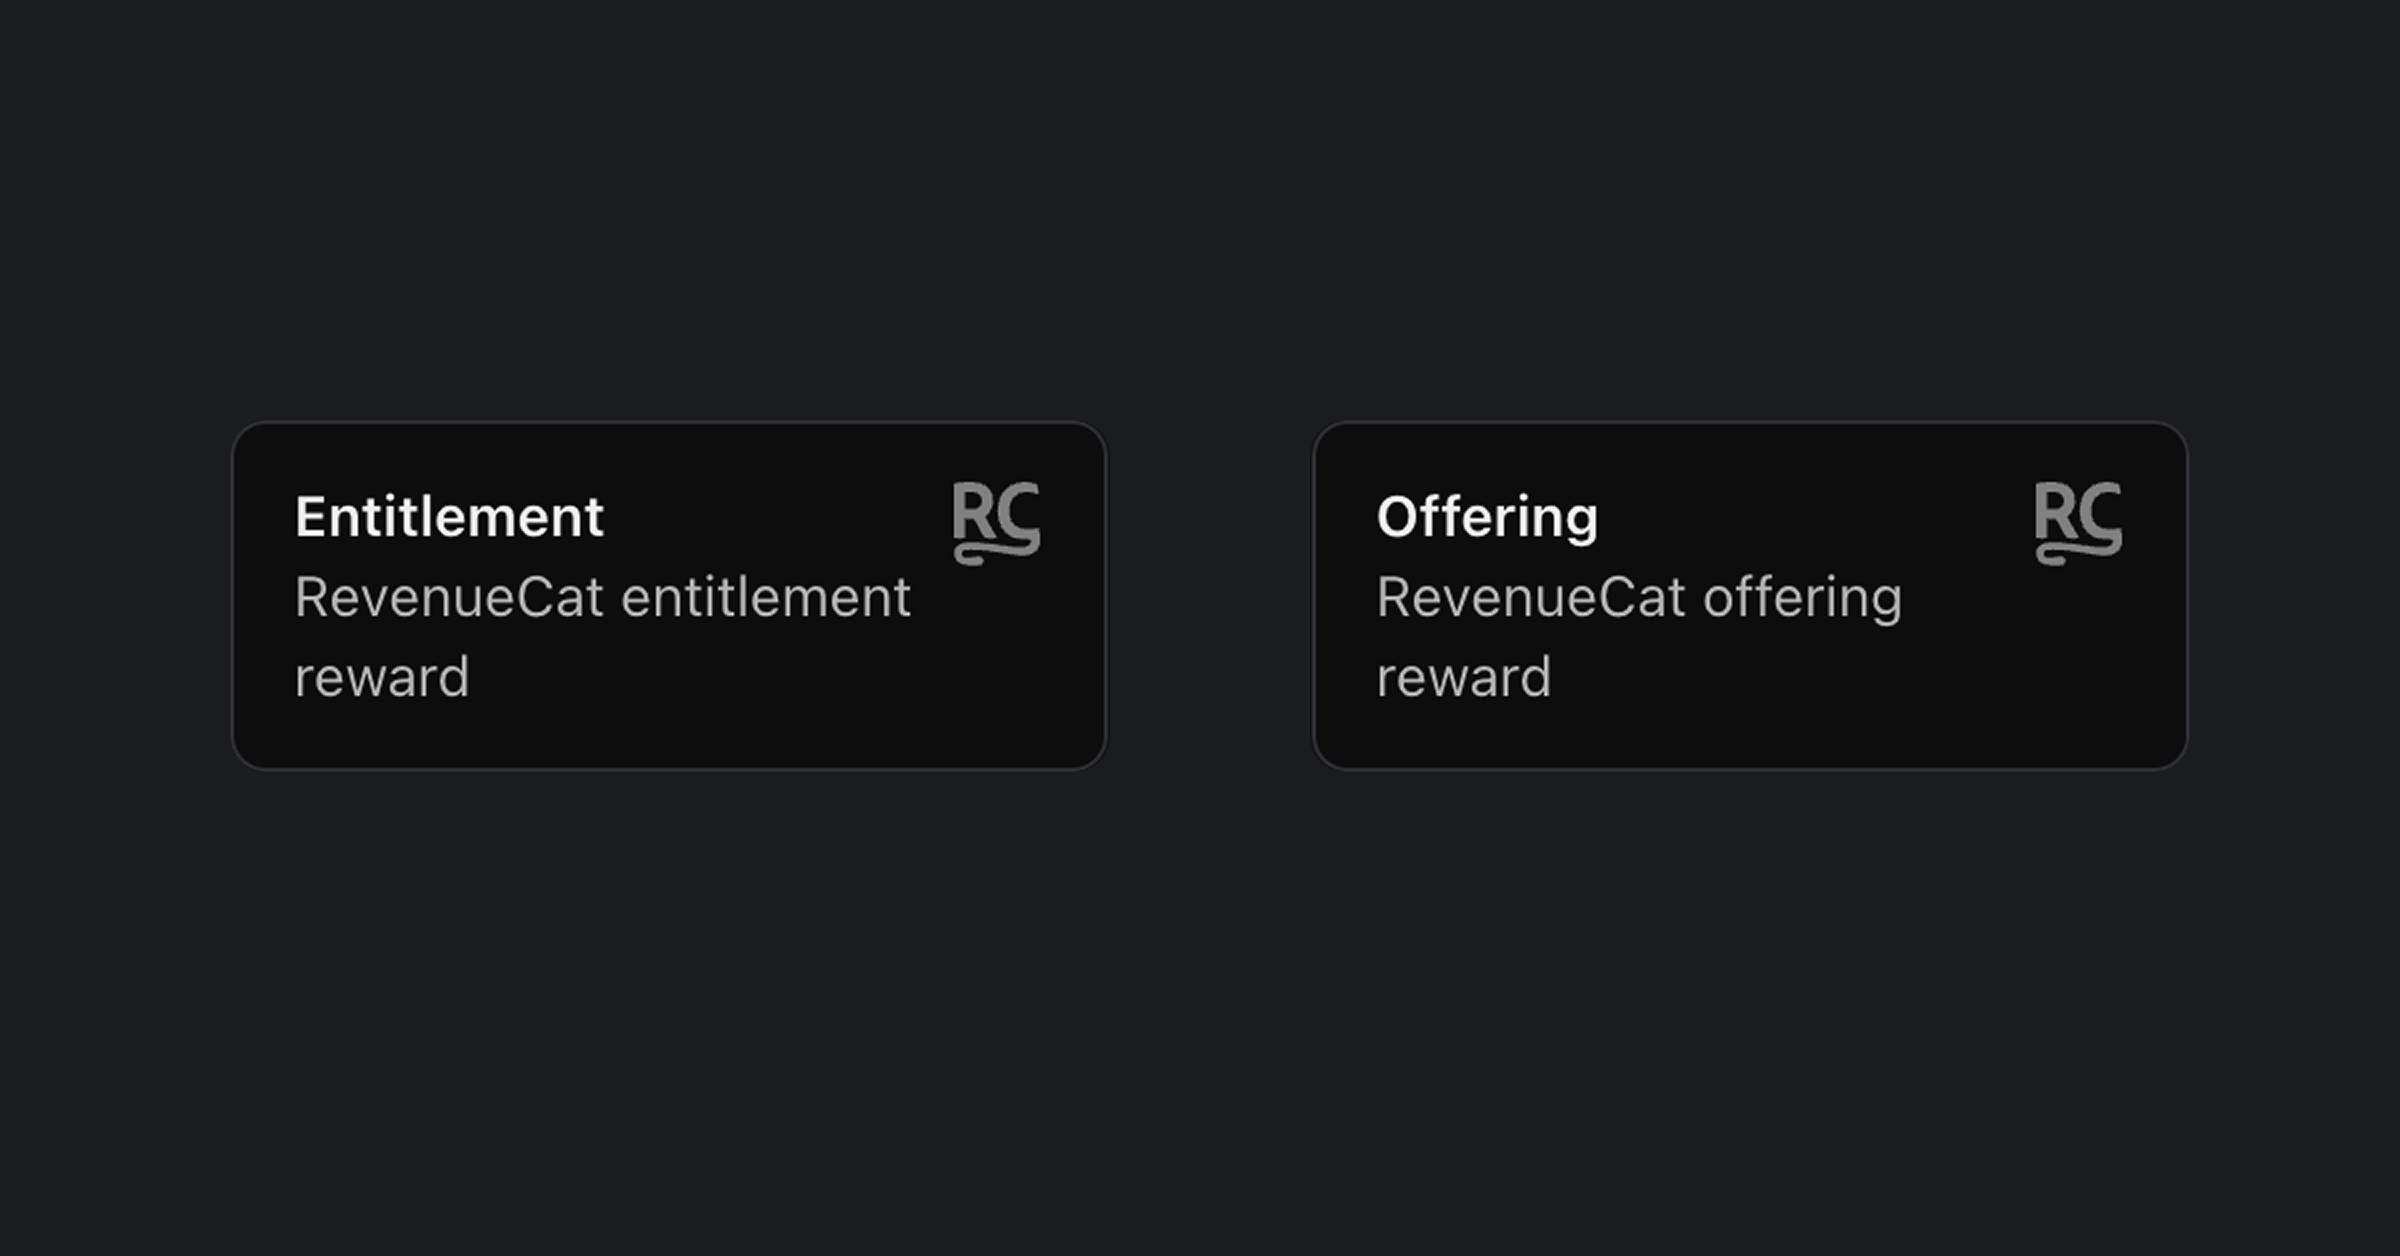 Entitlement
RC
RevenueCat entitlement
reward
Offering
RC
RevenueCat offering
reward